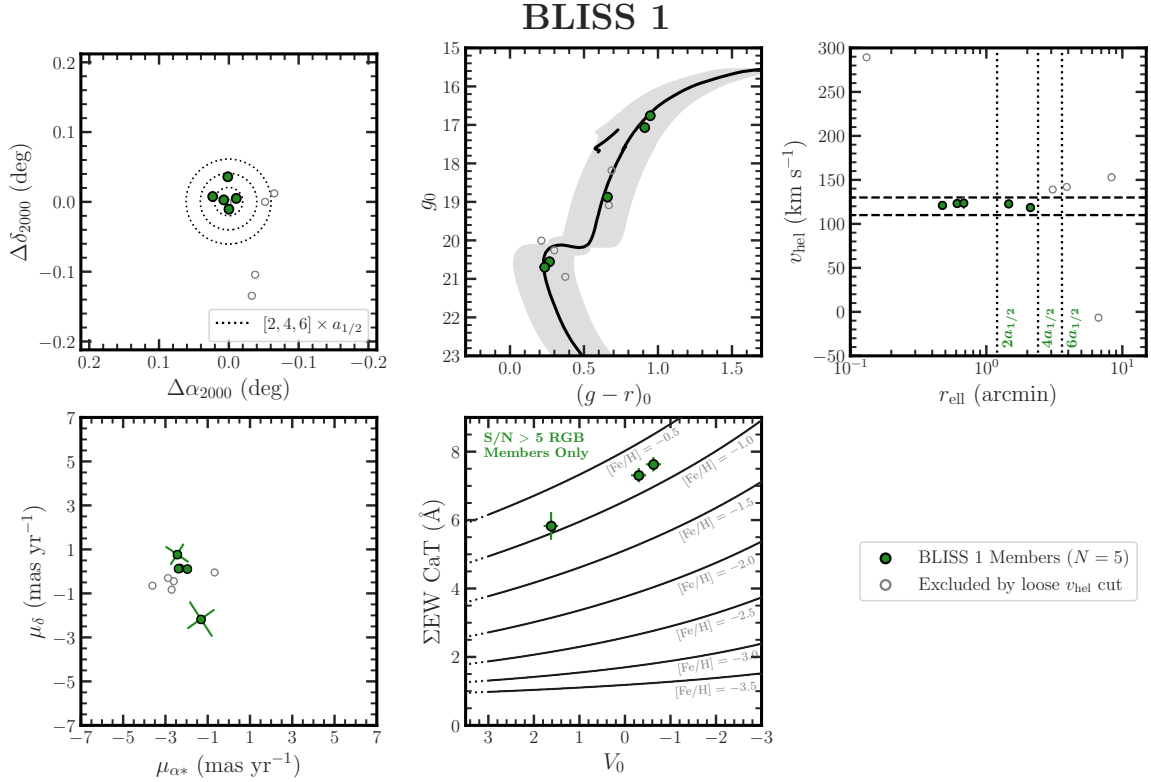 BLISS 1
0.2
0.1
0.0
−0.1
−0.2
0.2
0.1
0.0
−0.1
−0.2
Δδ2000 (deg)
Δα2000 (deg)
[2, 4, 6] × a1/2
15
16
17
18
19
20
21
22
23
0.0
0.5
1.0
1.5
g0
(g − r)0
300
250
200
150
100
50
0
−50
10−1
100
101
vhel (km s−1)
rell (arcmin)
2a1/2
4a1/2
6a1/2
7
5
3
1
−1
−3
−5
−7
−7
−5
−3
−1
1
3
5
7
μδ (mas yr−1)
μα* (mas yr−1)
S/N > 5 RGB
Members Only
8
6
4
2
0
3
2
1
0
−1
−2
−3
ΣEW CaT (Å)
V0
[Fe/H] = −0.5
[Fe/H] = −1.0
[Fe/H] = −1.5
[Fe/H] = −2.0
[Fe/H] = −2.5
[Fe/H] = −3.0
[Fe/H] = −3.5
BLISS 1 Members (N = 5)
Excluded by loose vhel cut